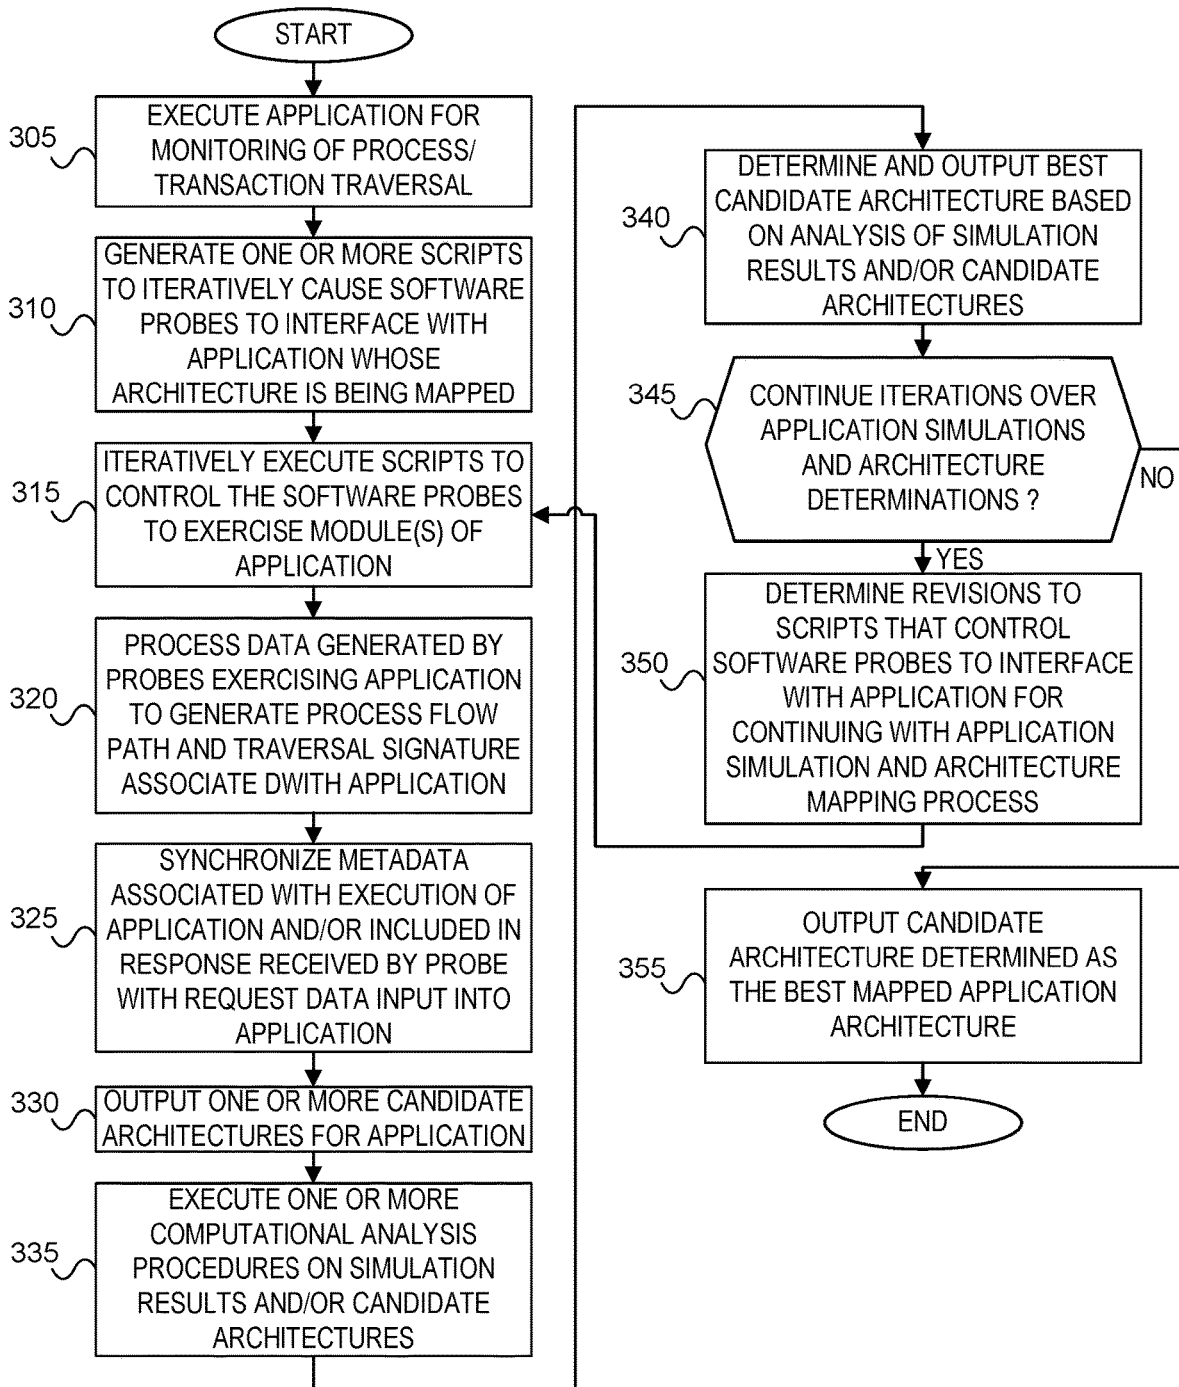 START
305
EXECUTE APPLICATION FOR
MONITORING OF PROCESS/
TRANSACTION TRAVERSAL
310
GENERATE ONE OR MORE SCRIPTS
TO ITERATIVELY CAUSE SOFTWARE
PROBES TO INTERFACE WITH
APPLICATION WHOSE
ARCHITECTURE IS BEING MAPPED
315
ITERATIVELY EXECUTE SCRIPTS TO
CONTROL THE SOFTWARE PROBES
TO EXERCISE MODULE(S) OF
APPLICATION
320
PROCESS DATA GENERATED BY
PROBES EXERCISING APPLICATION
TO GENERATE PROCESS FLOW
PATH AND TRAVERSAL SIGNATURE
ASSOCIATE DWITH APPLICATION
325
SYNCHRONIZE METADATA
ASSOCIATED WITH EXECUTION OF
APPLICATION AND/OR INCLUDED IN
RESPONSE RECEIVED BY PROBE
WITH REQUEST DATA INPUT INTO
APPLICATION
330
OUTPUT ONE OR MORE CANDIDATE
ARCHITECTURES FOR APPLICATION
335
EXECUTE ONE OR MORE
COMPUTATIONAL ANALYSIS
PROCEDURES ON SIMULATION
RESULTS AND/OR CANDIDATE
ARCHITECTURES
340
DETERMINE AND OUTPUT BEST
CANDIDATE ARCHITECTURE BASED
ON ANALYSIS OF SIMULATION
RESULTS AND/OR CANDIDATE
ARCHITECTURES
345
CONTINUE ITERATIONS OVER
APPLICATION SIMULATIONS
AND ARCHITECTURE
DETERMINATIONS ?
NO
YES
350
DETERMINE REVISIONS TO
SCRIPTS THAT CONTROL
SOFTWARE PROBES TO INTERFACE
WITH APPLICATION FOR
CONTINUING WITH APPLICATION
SIMULATION AND ARCHITECTURE
MAPPING PROCESS
355
OUTPUT CANDIDATE
ARCHITECTURE DETERMINED AS
THE BEST MAPPED APPLICATION
ARCHITECTURE
END